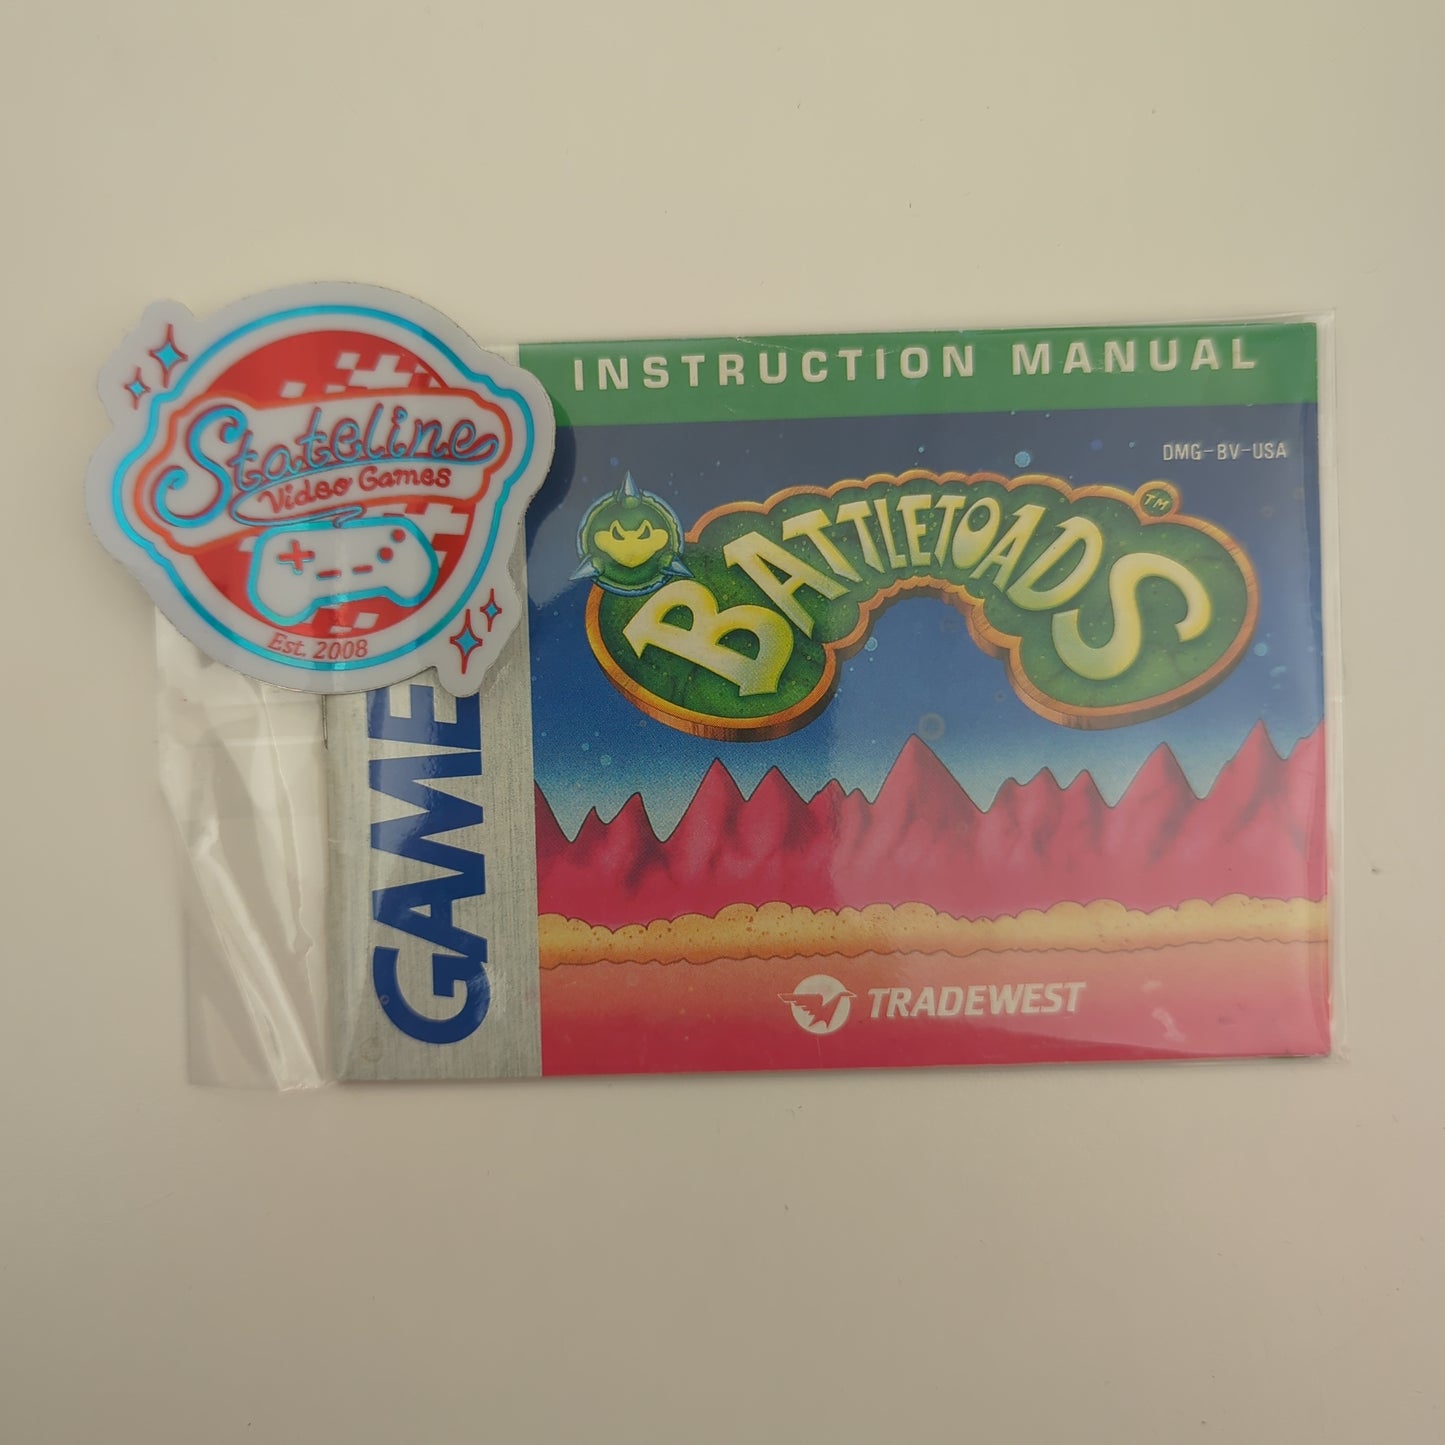 Stateline
Video Games
Est. 2008
INSTRUCTION MANUAL
DMG-BV-USA
BATTLETOADS TM
GAME
TRADEWEST